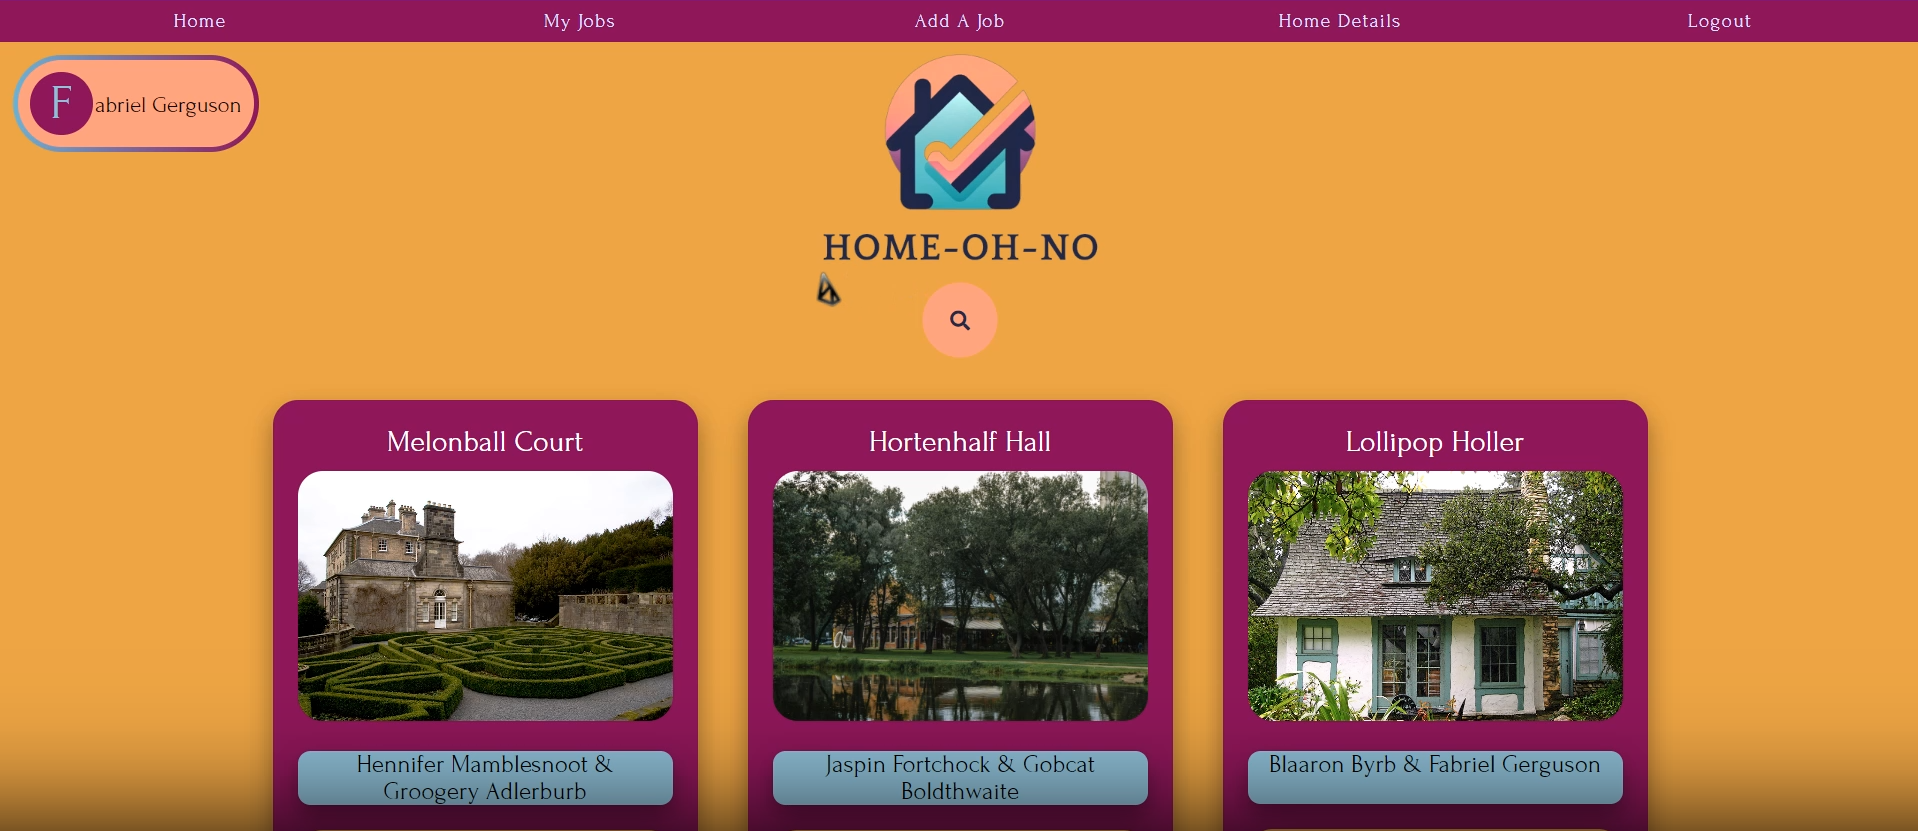 Home
My Jobs
Add A Job
Home Details
Logout
F abriel Gerguson
HOME-OH-NO
Melonball Court
Hortenhalf Hall
Lollipop Holler
Hennifer Mamblesnoot &
Groogery Adlerburb
Jaspin Fortchock & Gobcat
Boldthwaite
Blaaron Byrb & Fabriel Gerguson